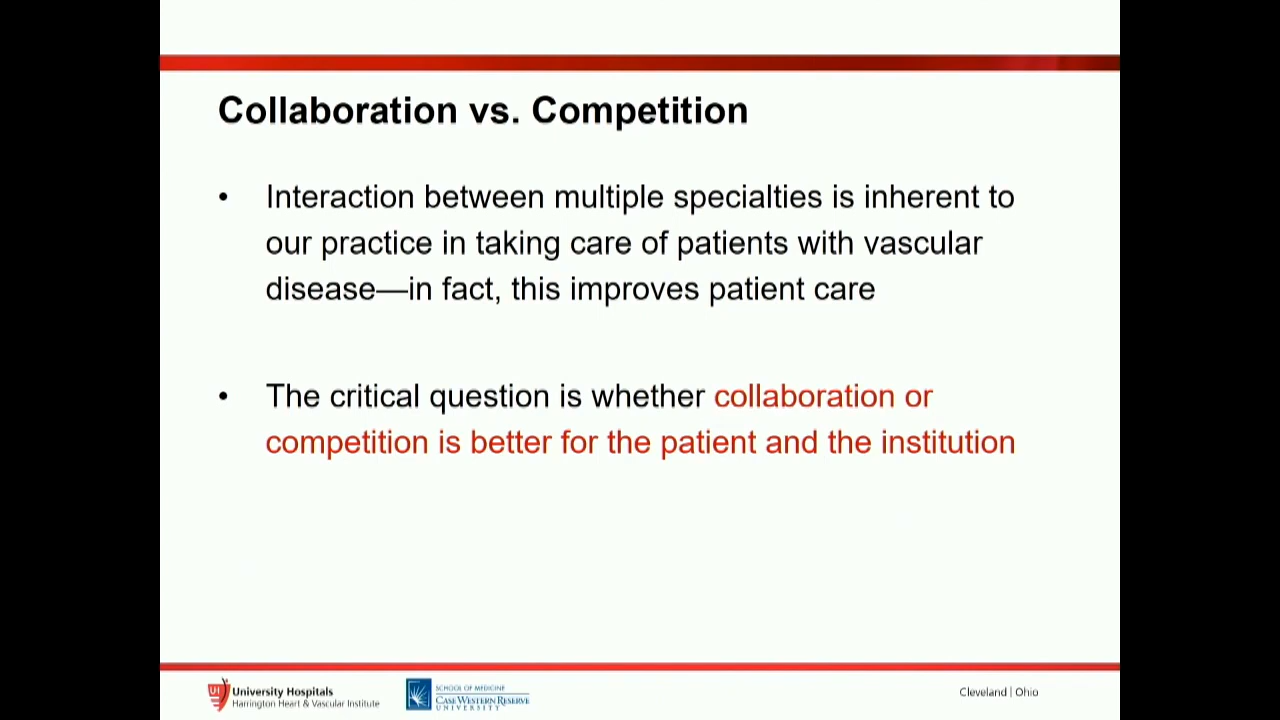 Collaboration vs. Competition
• Interaction between multiple specialties is inherent to
our practice in taking care of patients with vascular
disease—in fact, this improves patient care
• The critical question is whether collaboration or
competition is better for the patient and the institution
University Hospitals
Harrington Heart & Vascular Institute
SCHOOL OF MEDICINE
CASE WESTERN RESERVE
UNIVERSITY
Cleveland | Ohio